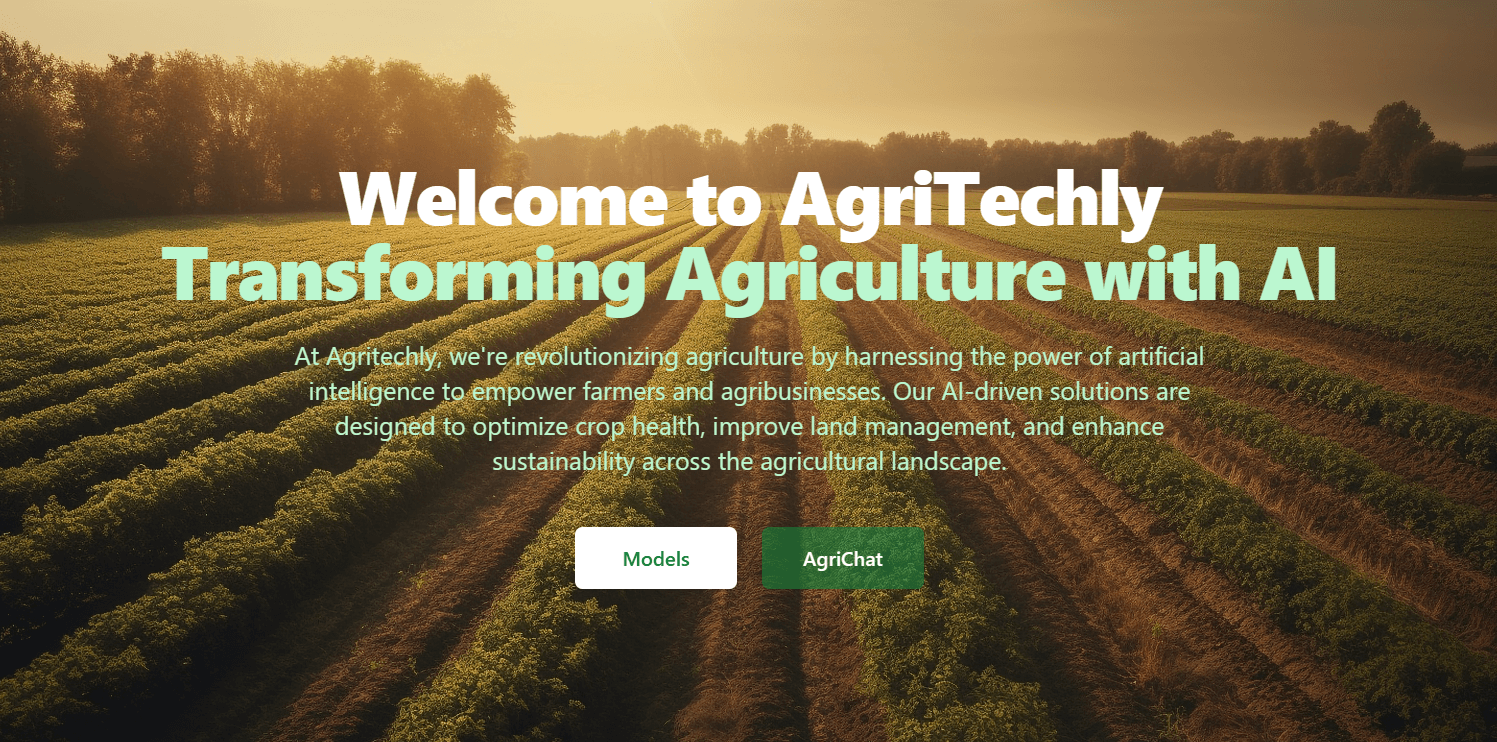 Welcome to AgriTechly
Transforming Agriculture with AI
At Agritechly, we're revolutionizing agriculture by harnessing the power of artificial
intelligence to empower farmers and agribusinesses. Our AI-driven solutions are
designed to optimize crop health, improve land management, and enhance
sustainability across the agricultural landscape.
Models
AgriChat